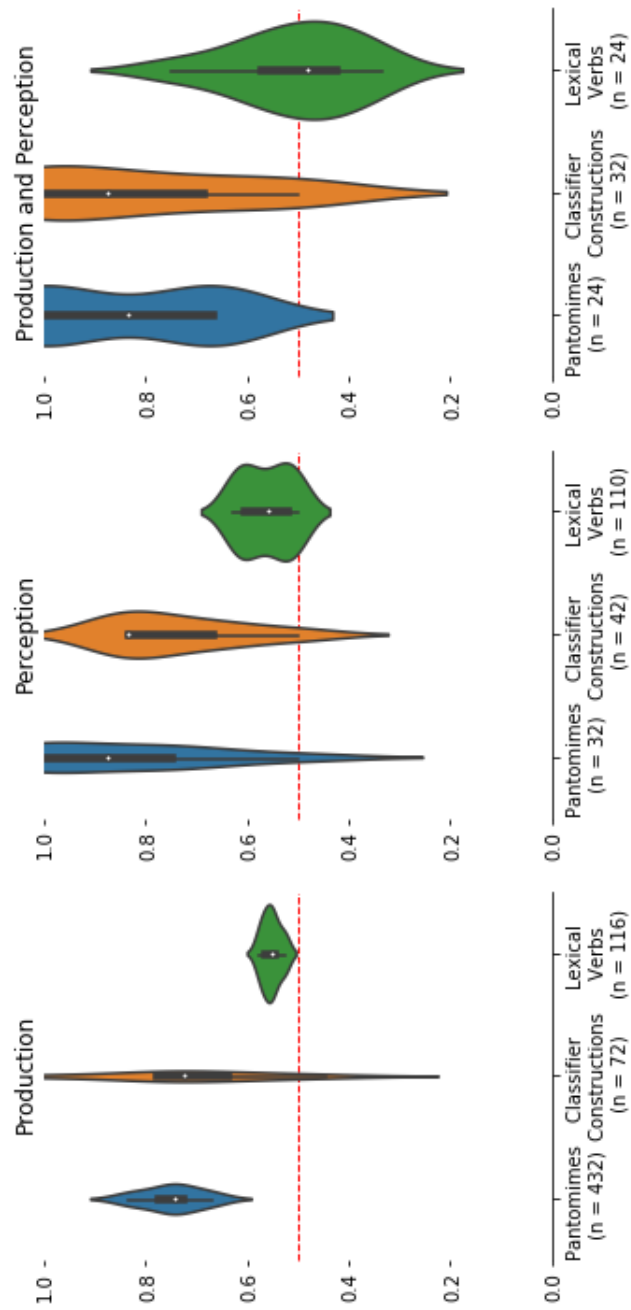 Production
1.0
0.8
0.6
0.4
0.2
0.0
Pantomimes
(n = 432)
Classifier
Constructions
(n = 72)
Lexical
Verbs
(n = 116)
Perception
1.0
0.8
0.6
0.4
0.2
0.0
Pantomimes
(n = 32)
Classifier
Constructions
(n = 42)
Lexical
Verbs
(n = 110)
Production and Perception
1.0
0.8
0.6
0.4
0.2
0.0
Pantomimes
(n = 24)
Classifier
Constructions
(n = 32)
Lexical
Verbs
(n = 24)